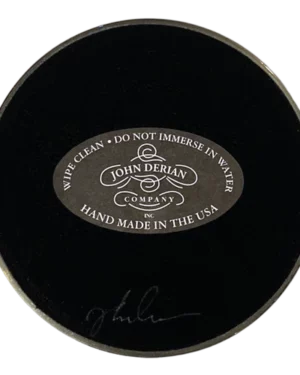 WIPE CLEAN • DO NOT IMMERSE IN WATER
JOHN DERIAN
COMPANY
INC
HAND MADE IN THE USA